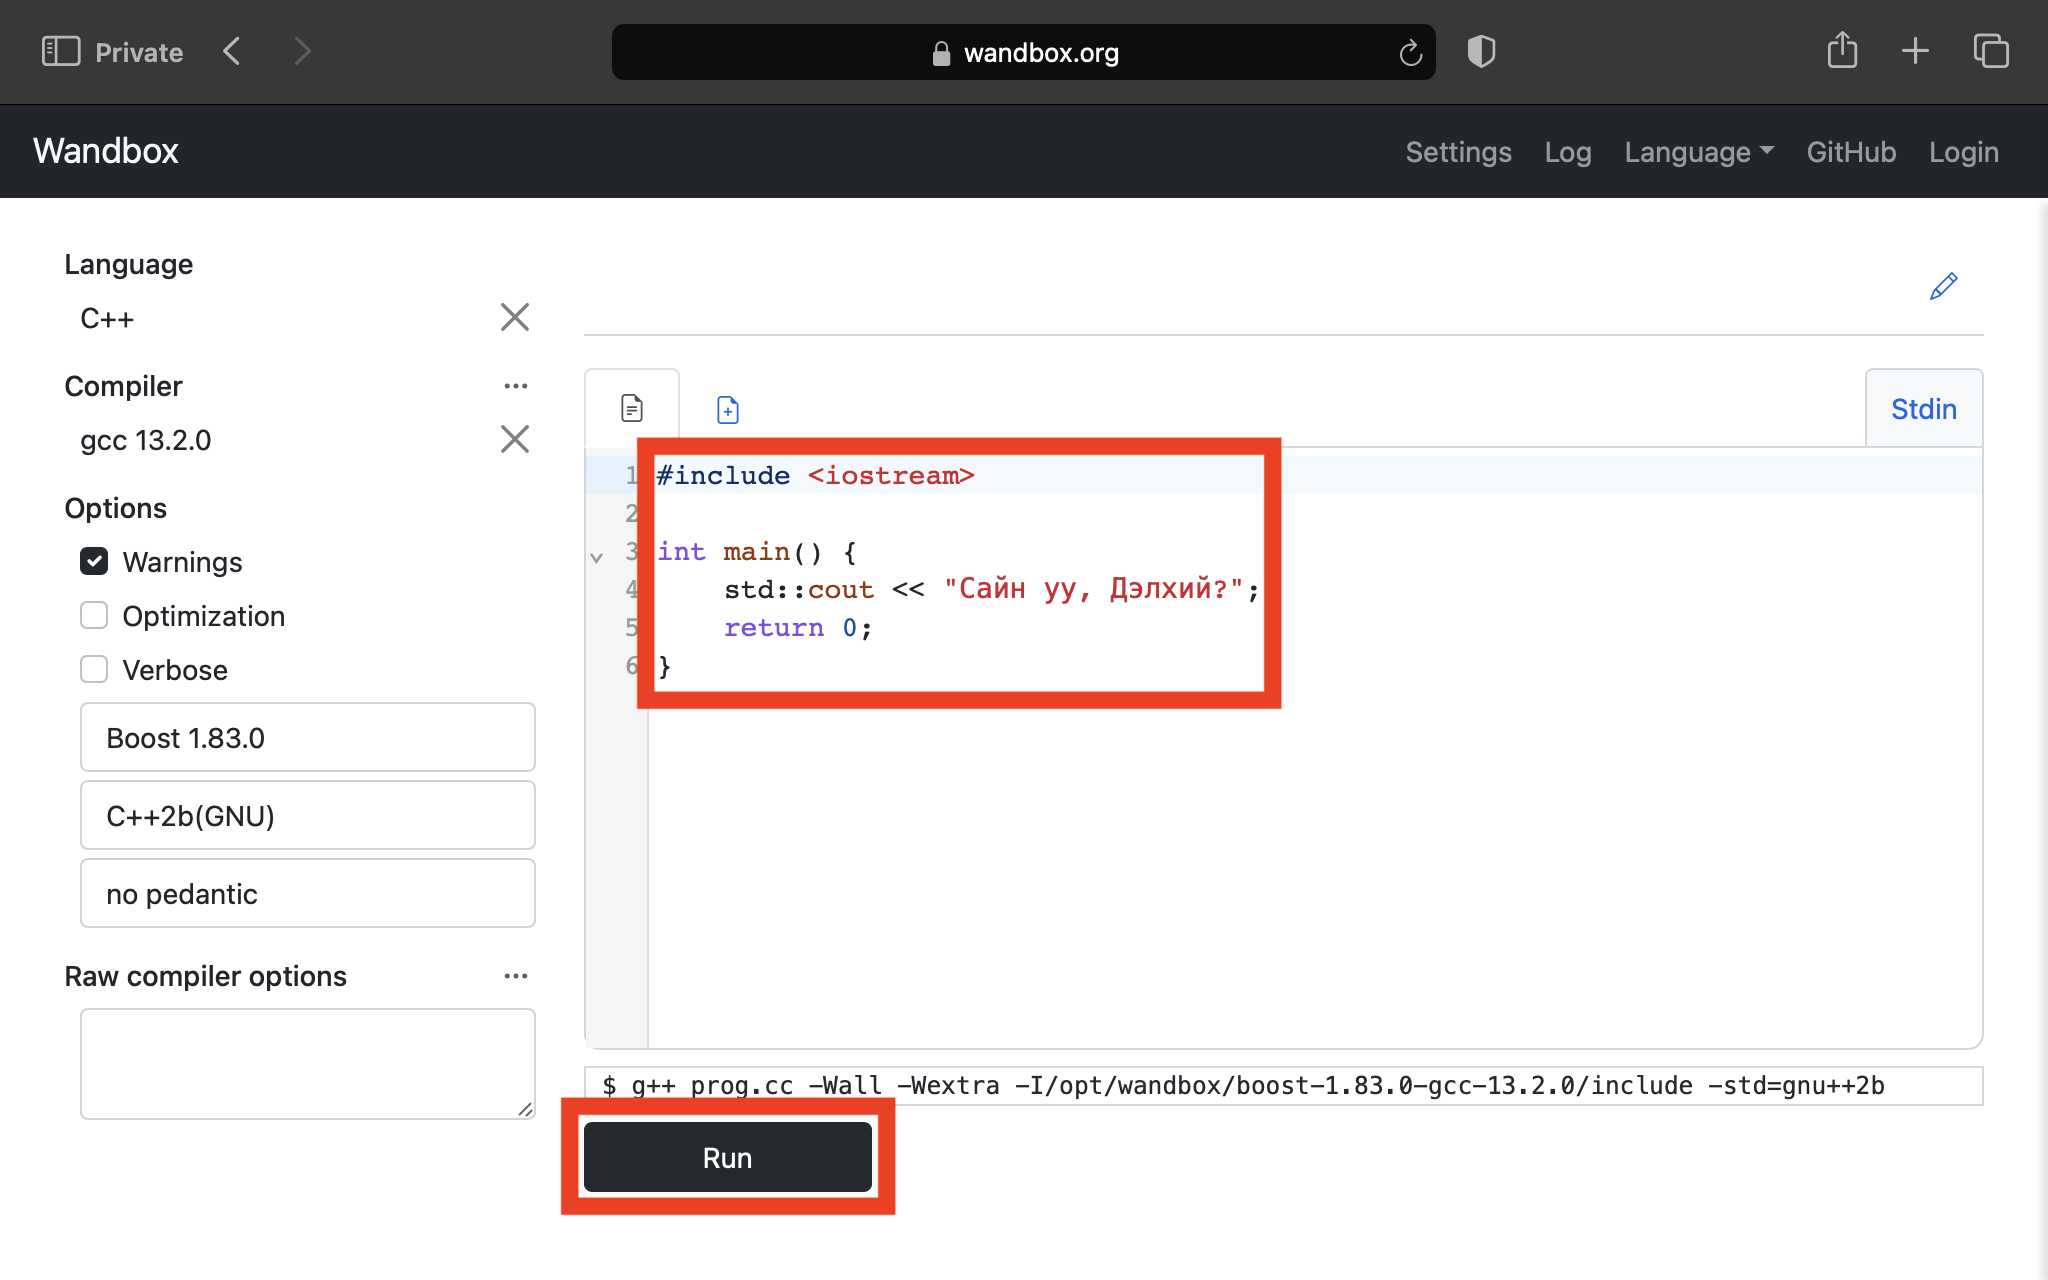 Private
wandbox.org
Wandbox
Settings Log Language GitHub Login
Language
C++
Compiler
gcc 13.2.0
Options
Warnings
Optimization
Verbose
Boost 1.83.0
C++2b(GNU)
no pedantic
Raw compiler options
Stdin
1 #include <iostream>
2
3 int main() {
4     std::cout << "Сайн уу, Дэлхий?";
5     return 0;
6 }
$ g++ prog.cc -Wall -Wextra -I/opt/wandbox/boost-1.83.0-gcc-13.2.0/include -std=gnu++2b
Run